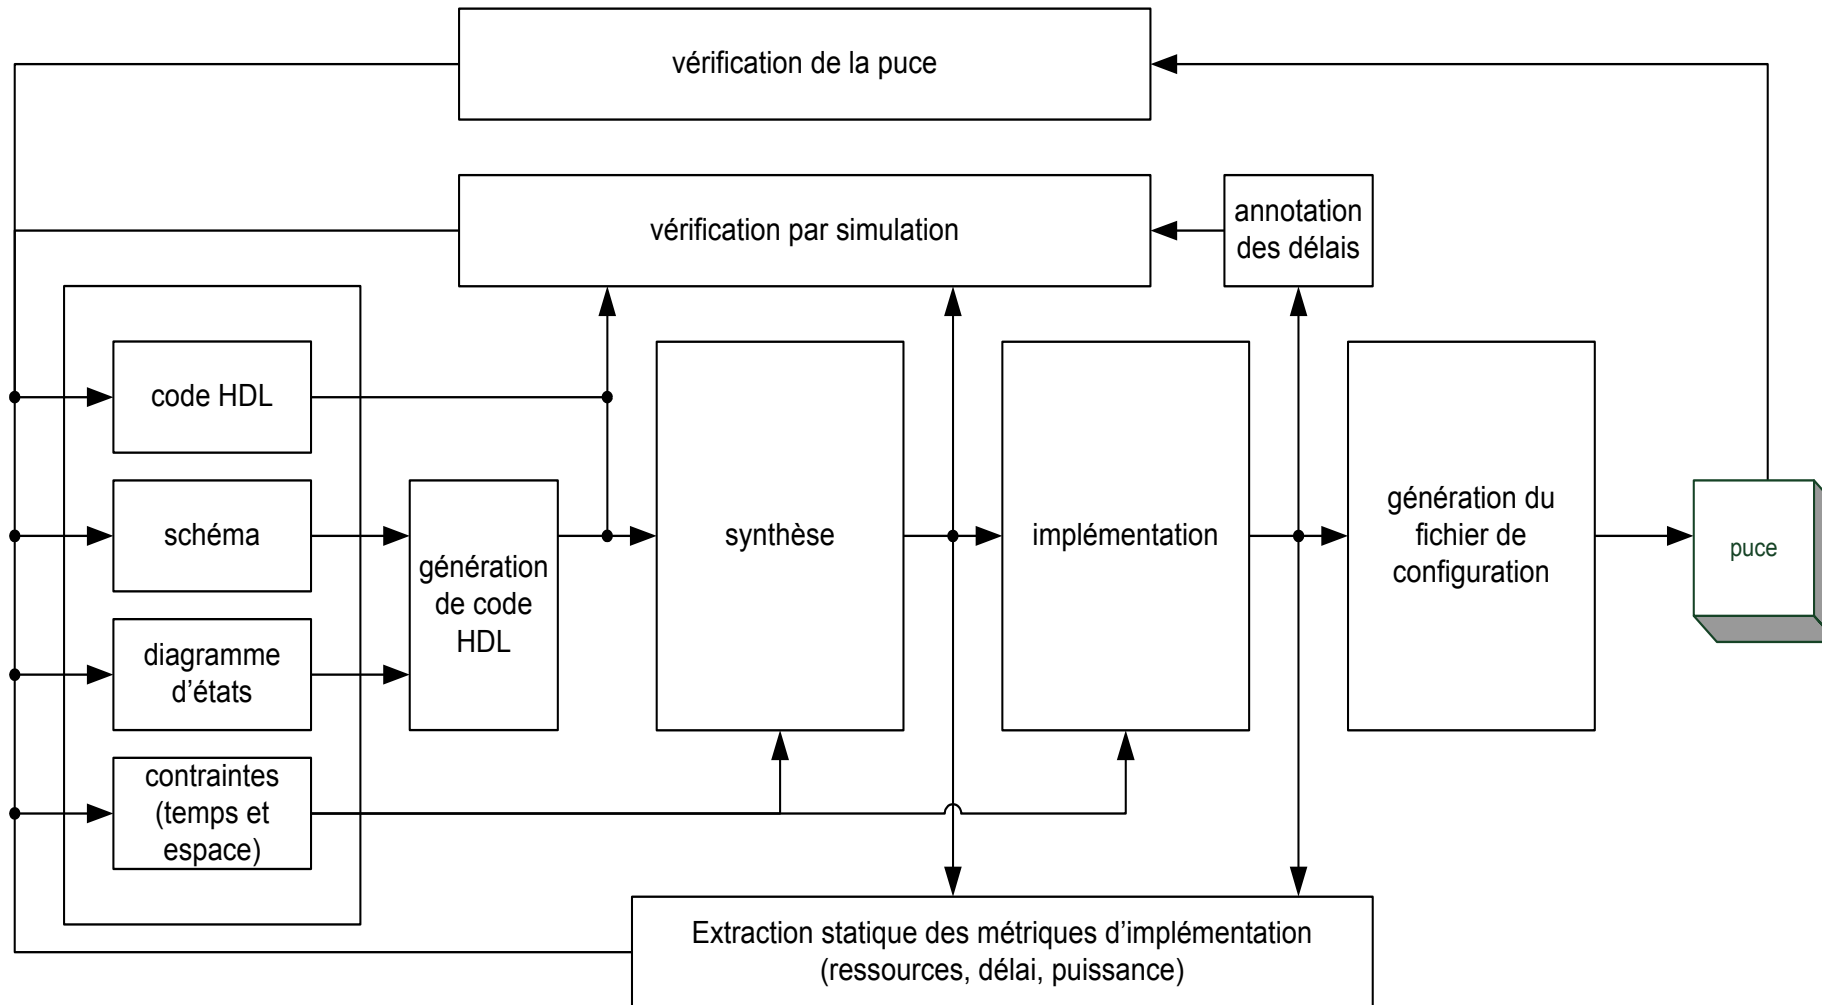 vérification de la puce
vérification par simulation
annotation
des délais
code HDL
schéma
diagramme
d’états
contraintes
(temps et
espace)
génération
de code
HDL
synthèse
implémentation
génération du
fichier de
configuration
puce
Extraction statique des métriques d’implémentation
(ressources, délai, puissance)